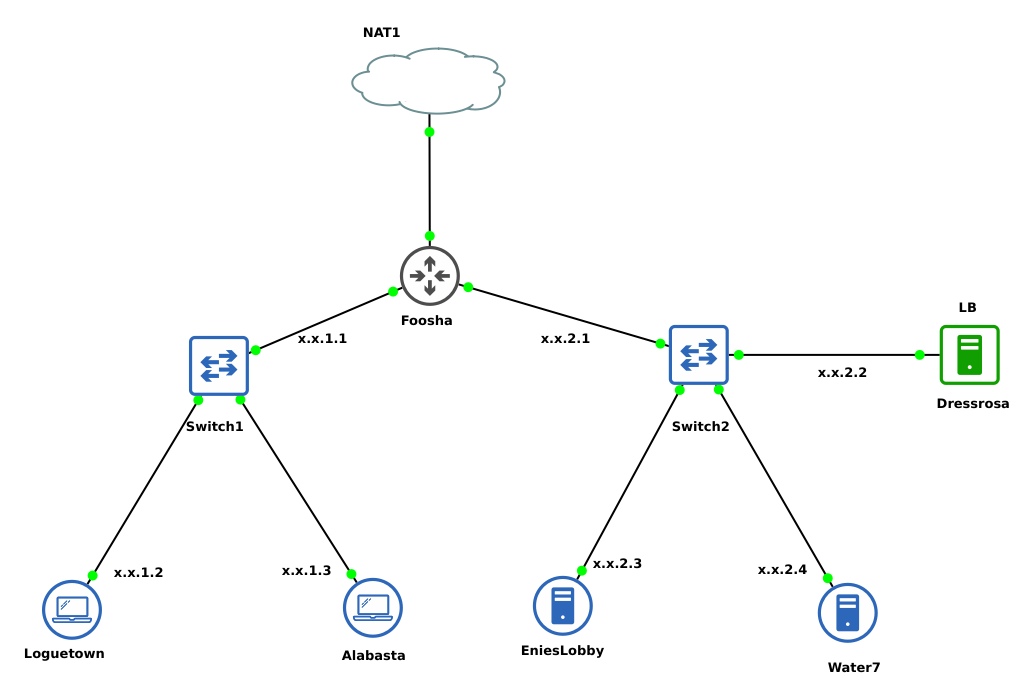 NAT1
Foosha
x.x.1.1
x.x.2.1
LB
x.x.2.2
Dressrosa
Switch1
Switch2
x.x.1.2
x.x.1.3
x.x.2.3
x.x.2.4
Loguetown
Alabasta
EniesLobby
Water7